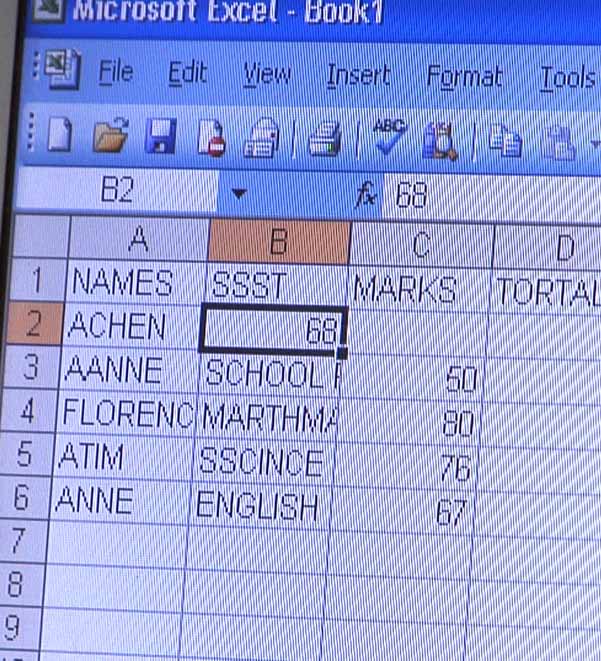 Microsoft Excel - Book1
File Edit View Insert Format Tools
ABC
B2 fx 68
A B C D
1 NAMES SSST MARKS TORTAL
2 ACHEN 68
3 AANNE SCHOOL 50
4 FLORENC MARTHMA 80
5 ATIM SSCINCE 76
6 ANNE ENGLISH 67
7
8
9